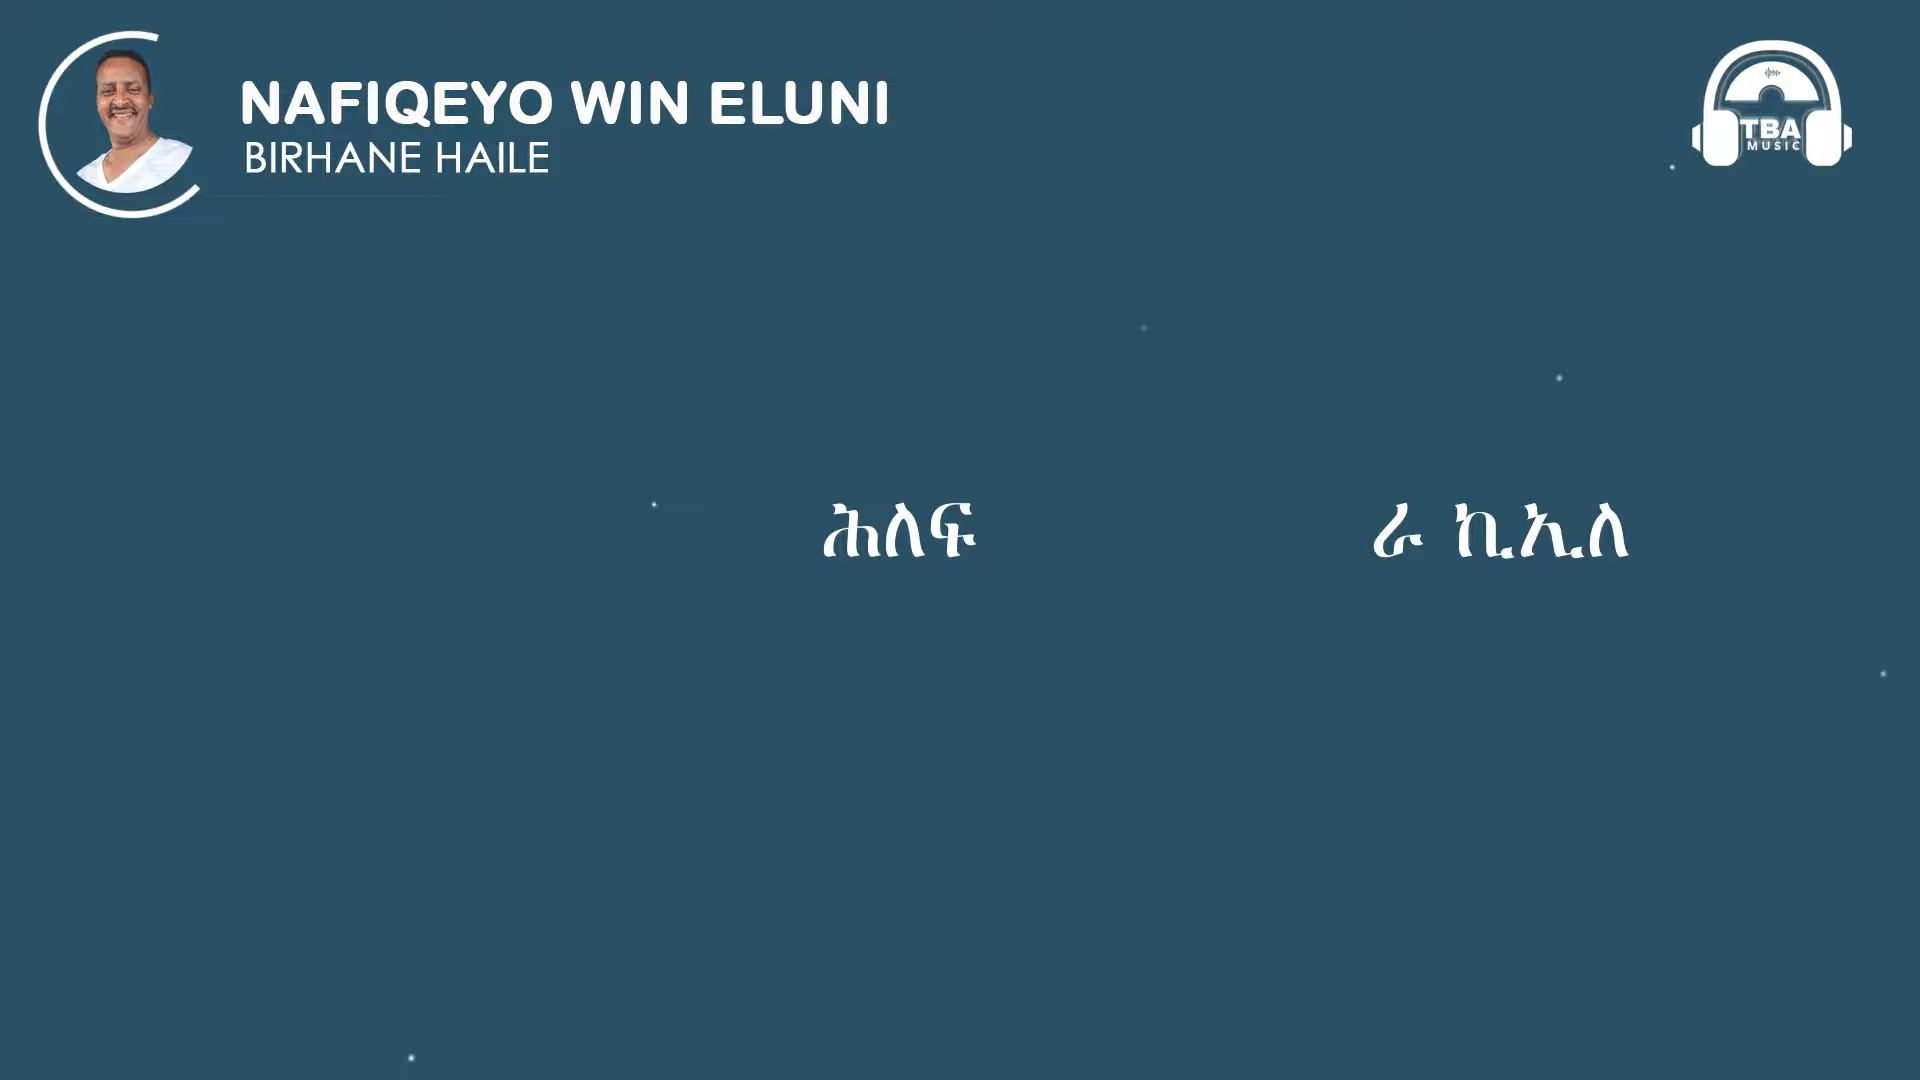 NAFIQEYO WIN ELUNI
BIRHANE HAILE
TBA
MUSIC
ሕለፍ ራ ኪኢለ